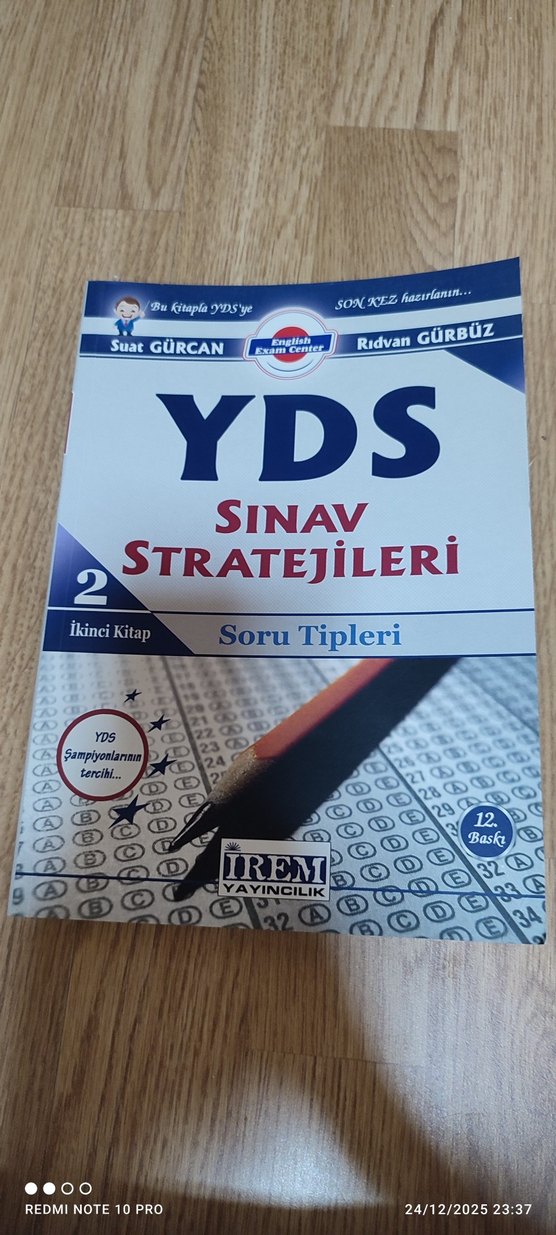 Bu kitapla YDS'ye
SON KEZ hazırlanın...
Suat GÜRCAN
English
Exam Center
Rıdvan GÜRBÜZ
YDS
SINAV
STRATEJİLERİ
2
İkinci Kitap
Soru Tipleri
YDS
Şampiyonlarının
tercihi...
12.
Baskı
İREM
YAYINCILIK
REDMI NOTE 10 PRO
24/12/2025 23:37